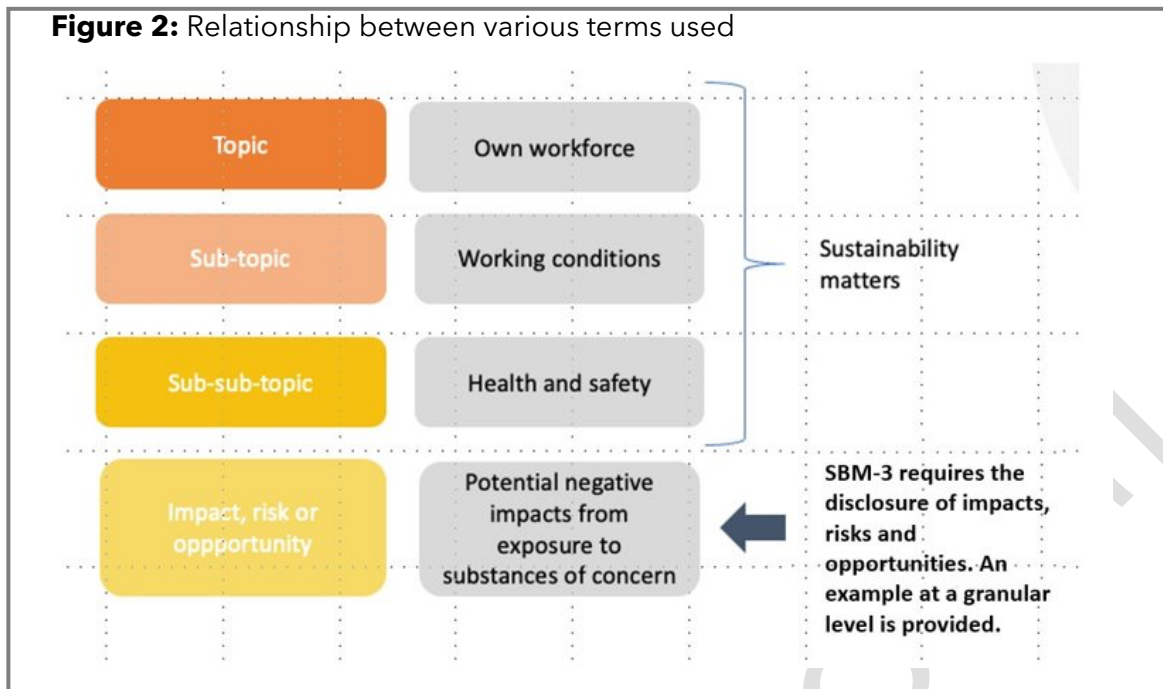 Figure 2: Relationship between various terms used
Topic
Own workforce
Sub-topic
Working conditions
Sustainability
matters
Sub-sub-topic
Health and safety
Impact, risk or
oppportunity
Potential negative
impacts from
exposure to
substances of concern
SBM-3 requires the
disclosure of impacts,
risks and
opportunities. An
example at a granular
level is provided.